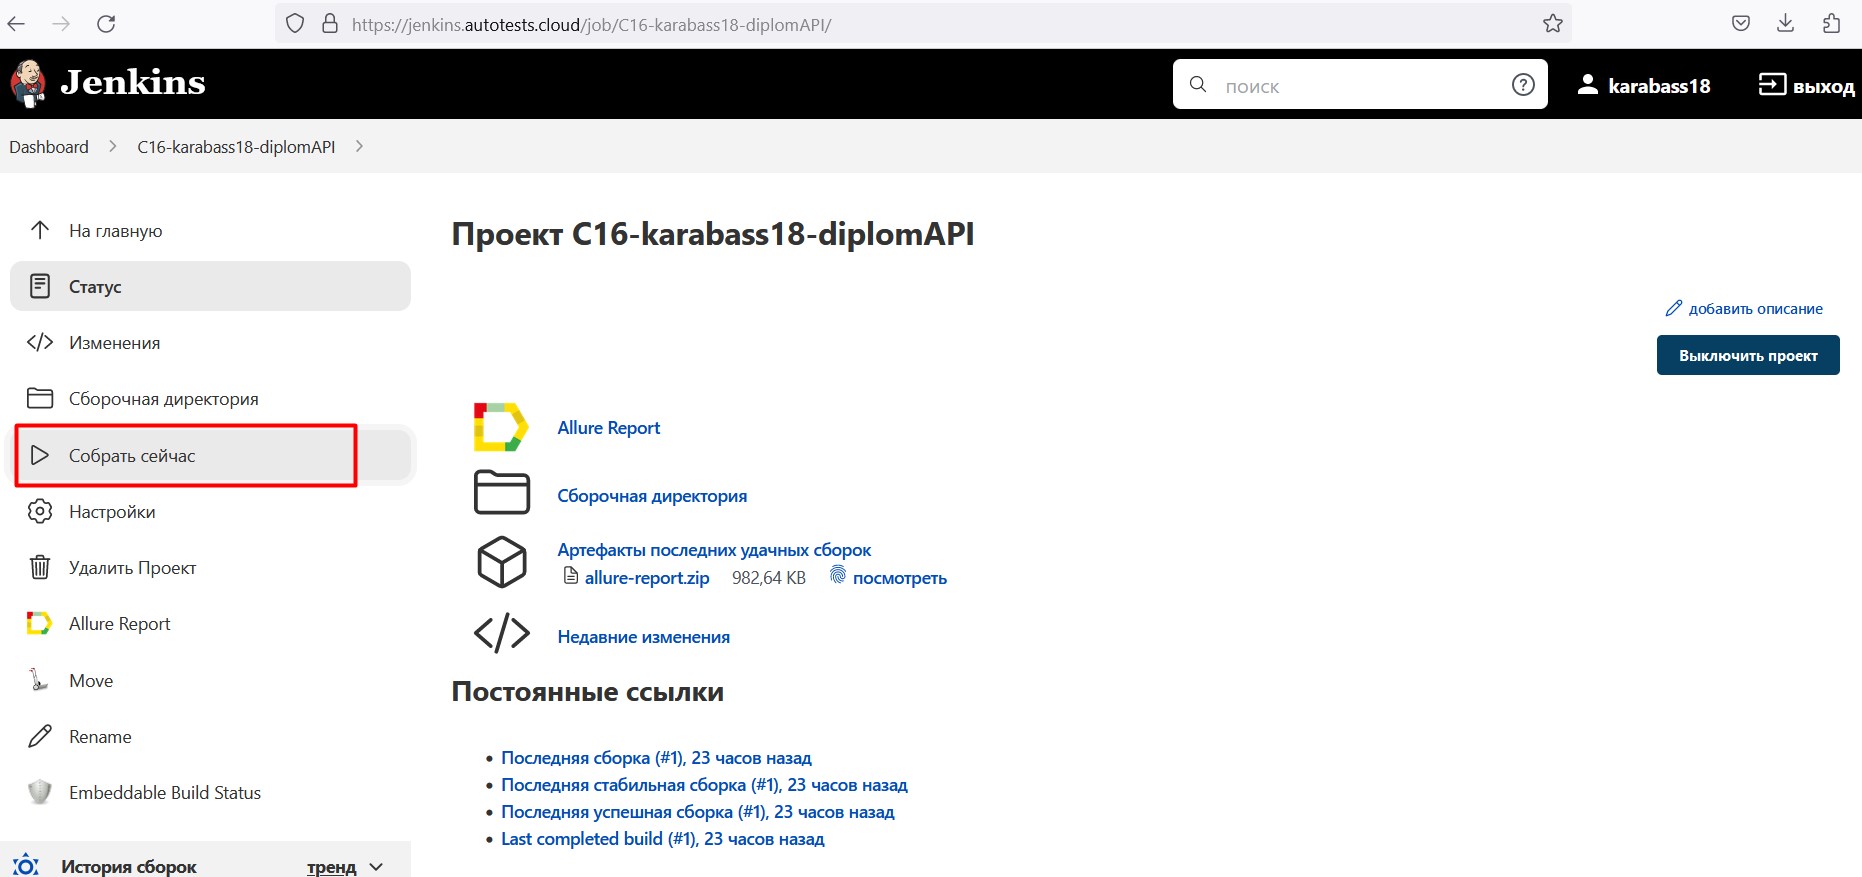 https://jenkins.autotests.cloud/job/C16-karabass18-diplomAPI/
Jenkins
поиск
karabass18
выход
Dashboard
C16-karabass18-diplomAPI
На главную
Статус
Изменения
Сборочная директория
Собрать сейчас
Настройки
Удалить Проект
Allure Report
Move
Rename
Embeddable Build Status
История сборок
тренд
Проект C16-karabass18-diplomAPI
добавить описание
Выключить проект
Allure Report
Сборочная директория
Артефакты последних удачных сборок
allure-report.zip 982,64 KB посмотреть
Недавние изменения
Постоянные ссылки
• Последняя сборка (#1), 23 часов назад
• Последняя стабильная сборка (#1), 23 часов назад
• Последняя успешная сборка (#1), 23 часов назад
• Last completed build (#1), 23 часов назад